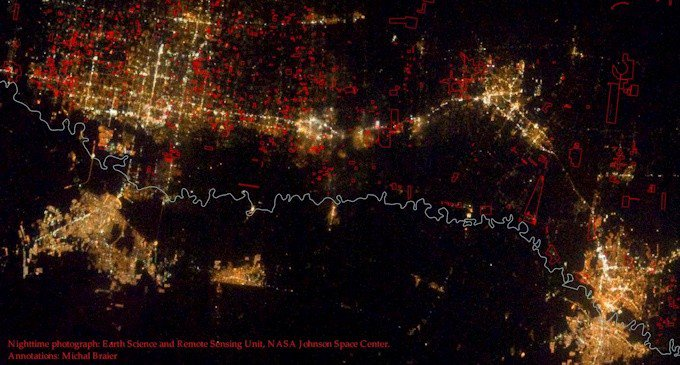 Nighttime photograph: Earth Science and Remote Sensing Unit, NASA Johnson Space Center.
Annotations: Michal Braier